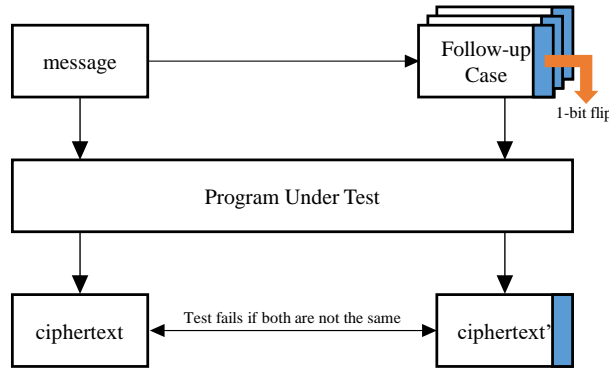 message
Follow-up
Case
1-bit flip
Program Under Test
ciphertext
Test fails if both are not the same
ciphertext’